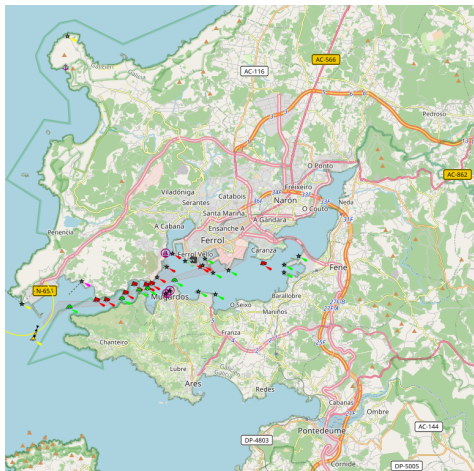 AC-566
AC-116
Pedroso
AC-862
O Ponto
Freixeiro
Viladóniga
Catabois
Serantes
Narón
Neda
Santa Mariña
O Couto
A Gándara
A Cabana
Ensanche A
Ferrol
Penencia
Caranza
Ferrol Vello
Fene
N-651
Mugardos
Barallobre
O Seixo
Maniños
Chanteiro
Franza
Lubre
Ares
Redes
Cabanas
Ombre
Pontedeume
AC-144
DP-4803
Cornide
DP-5005